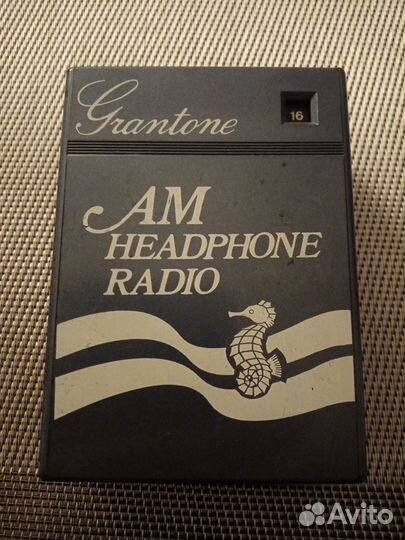 Grantone
16
AM
HEADPHONE
RADIO
Avito